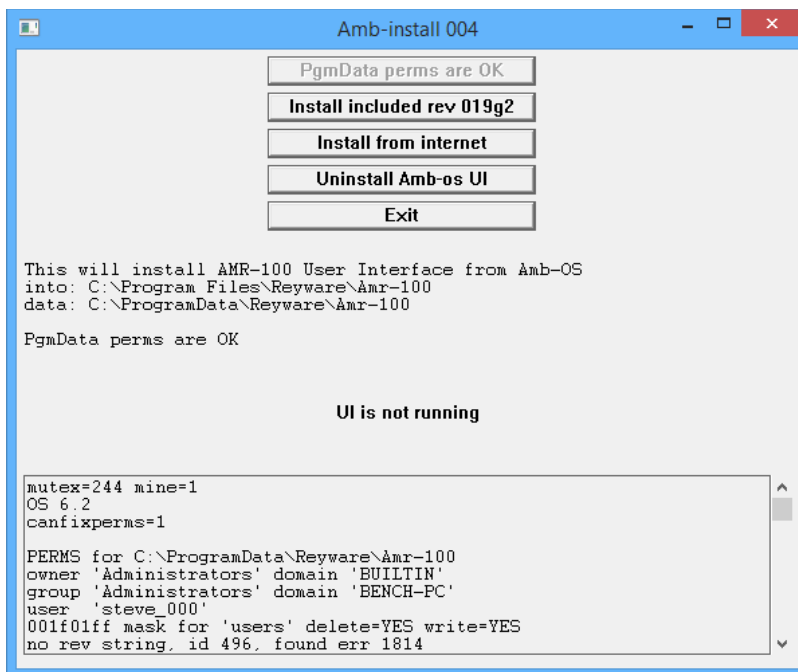 Amb-install 004
PgmData perms are OK
Install included rev 019g2
Install from internet
Uninstall Amb-os UI
Exit
This will install AMR-100 User Interface from Amb-OS
into: C:\Program Files\Reyware\Amr-100
data: C:\ProgramData\Reyware\Amr-100
PgmData perms are OK
UI is not running
mutex=244 mine=1
OS 6.2
canfixperms=1
PERMS for C:\ProgramData\Reyware\Amr-100
owner 'Administrators' domain 'BUILTIN'
group 'Administrators' domain 'BENCH-PC'
user  'steve_000'
001f01ff mask for 'users' delete=YES write=YES
no rev string, id 496, found err 1814